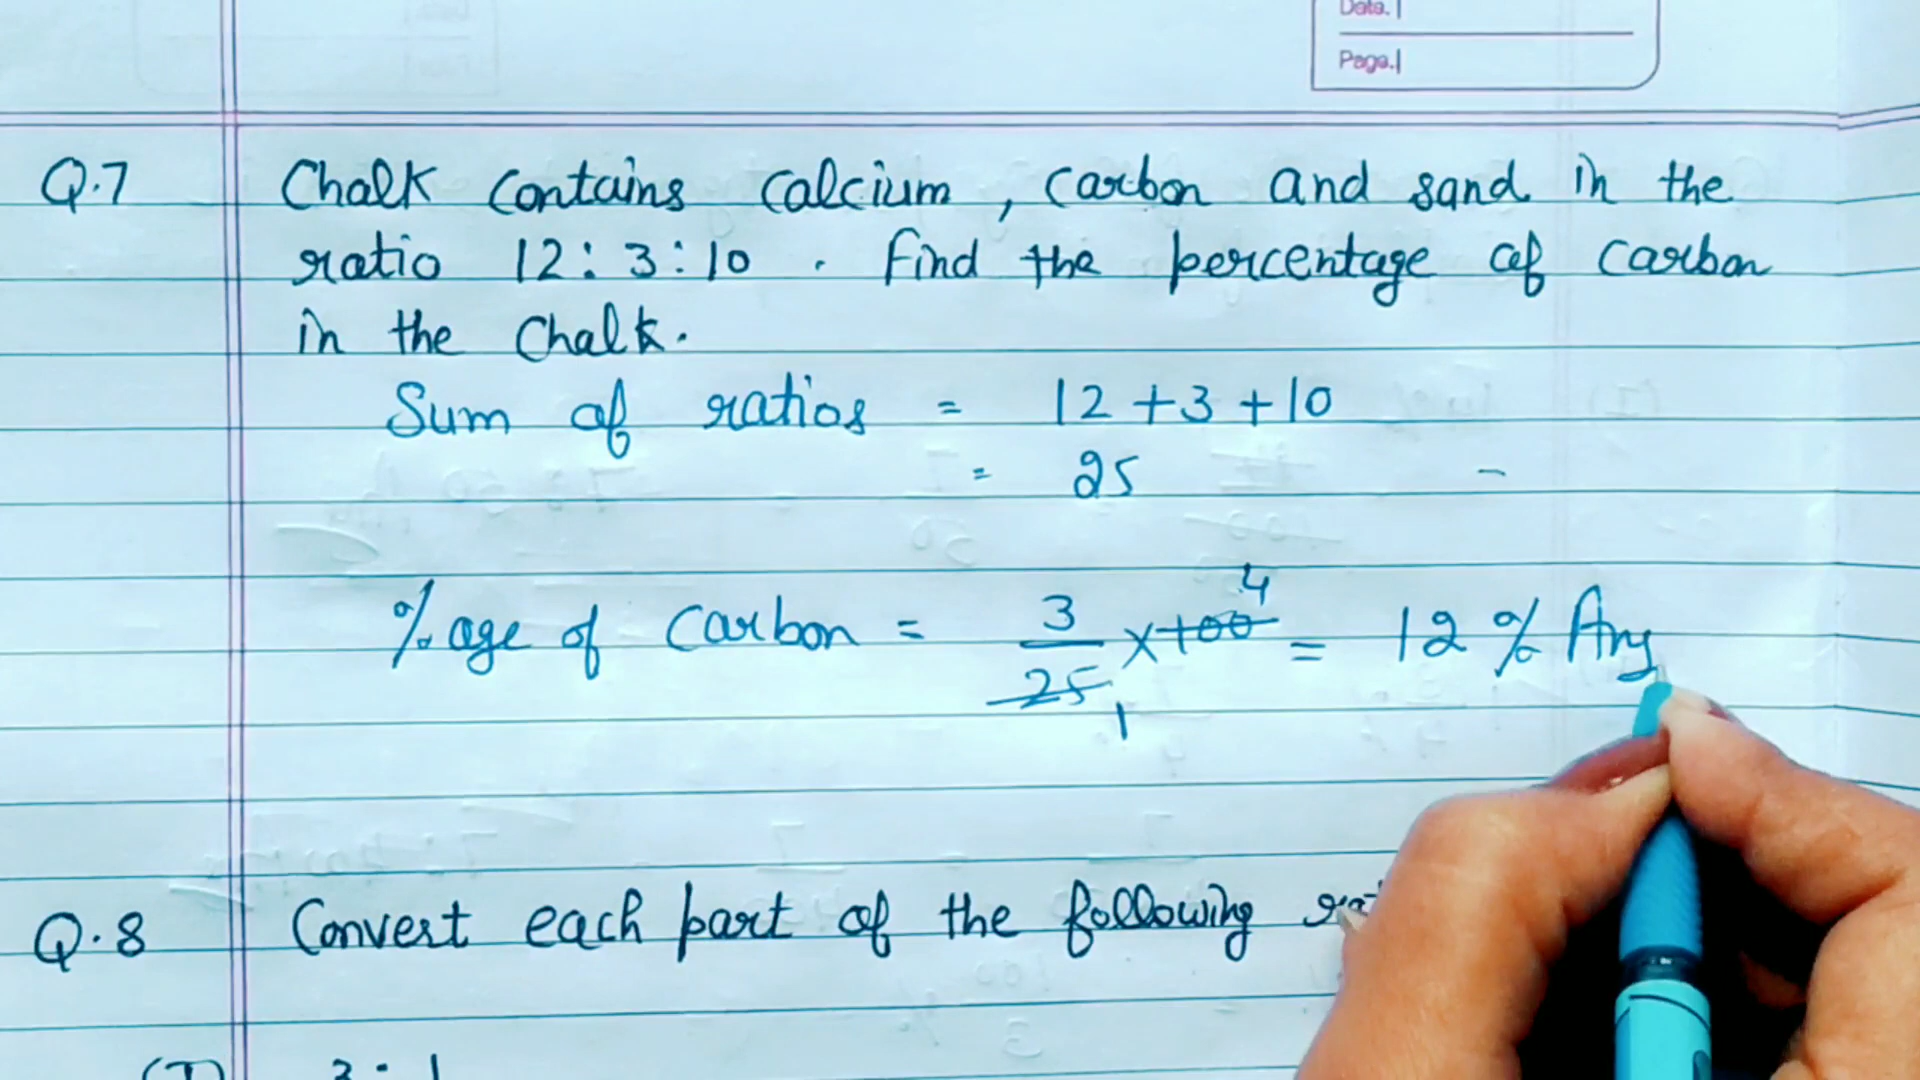 Date.
Page.
Q.7 Chalk contains calcium, carbon and sand in the
ratio 12:3:10. Find the percentage of carbon
in the chalk.
Sum of ratios = 12+3+10
= 25
%age of carbon = 3/25 × 100 = 12% Ans
4
1
Q.8 Convert each part of the following
(I) 3:1